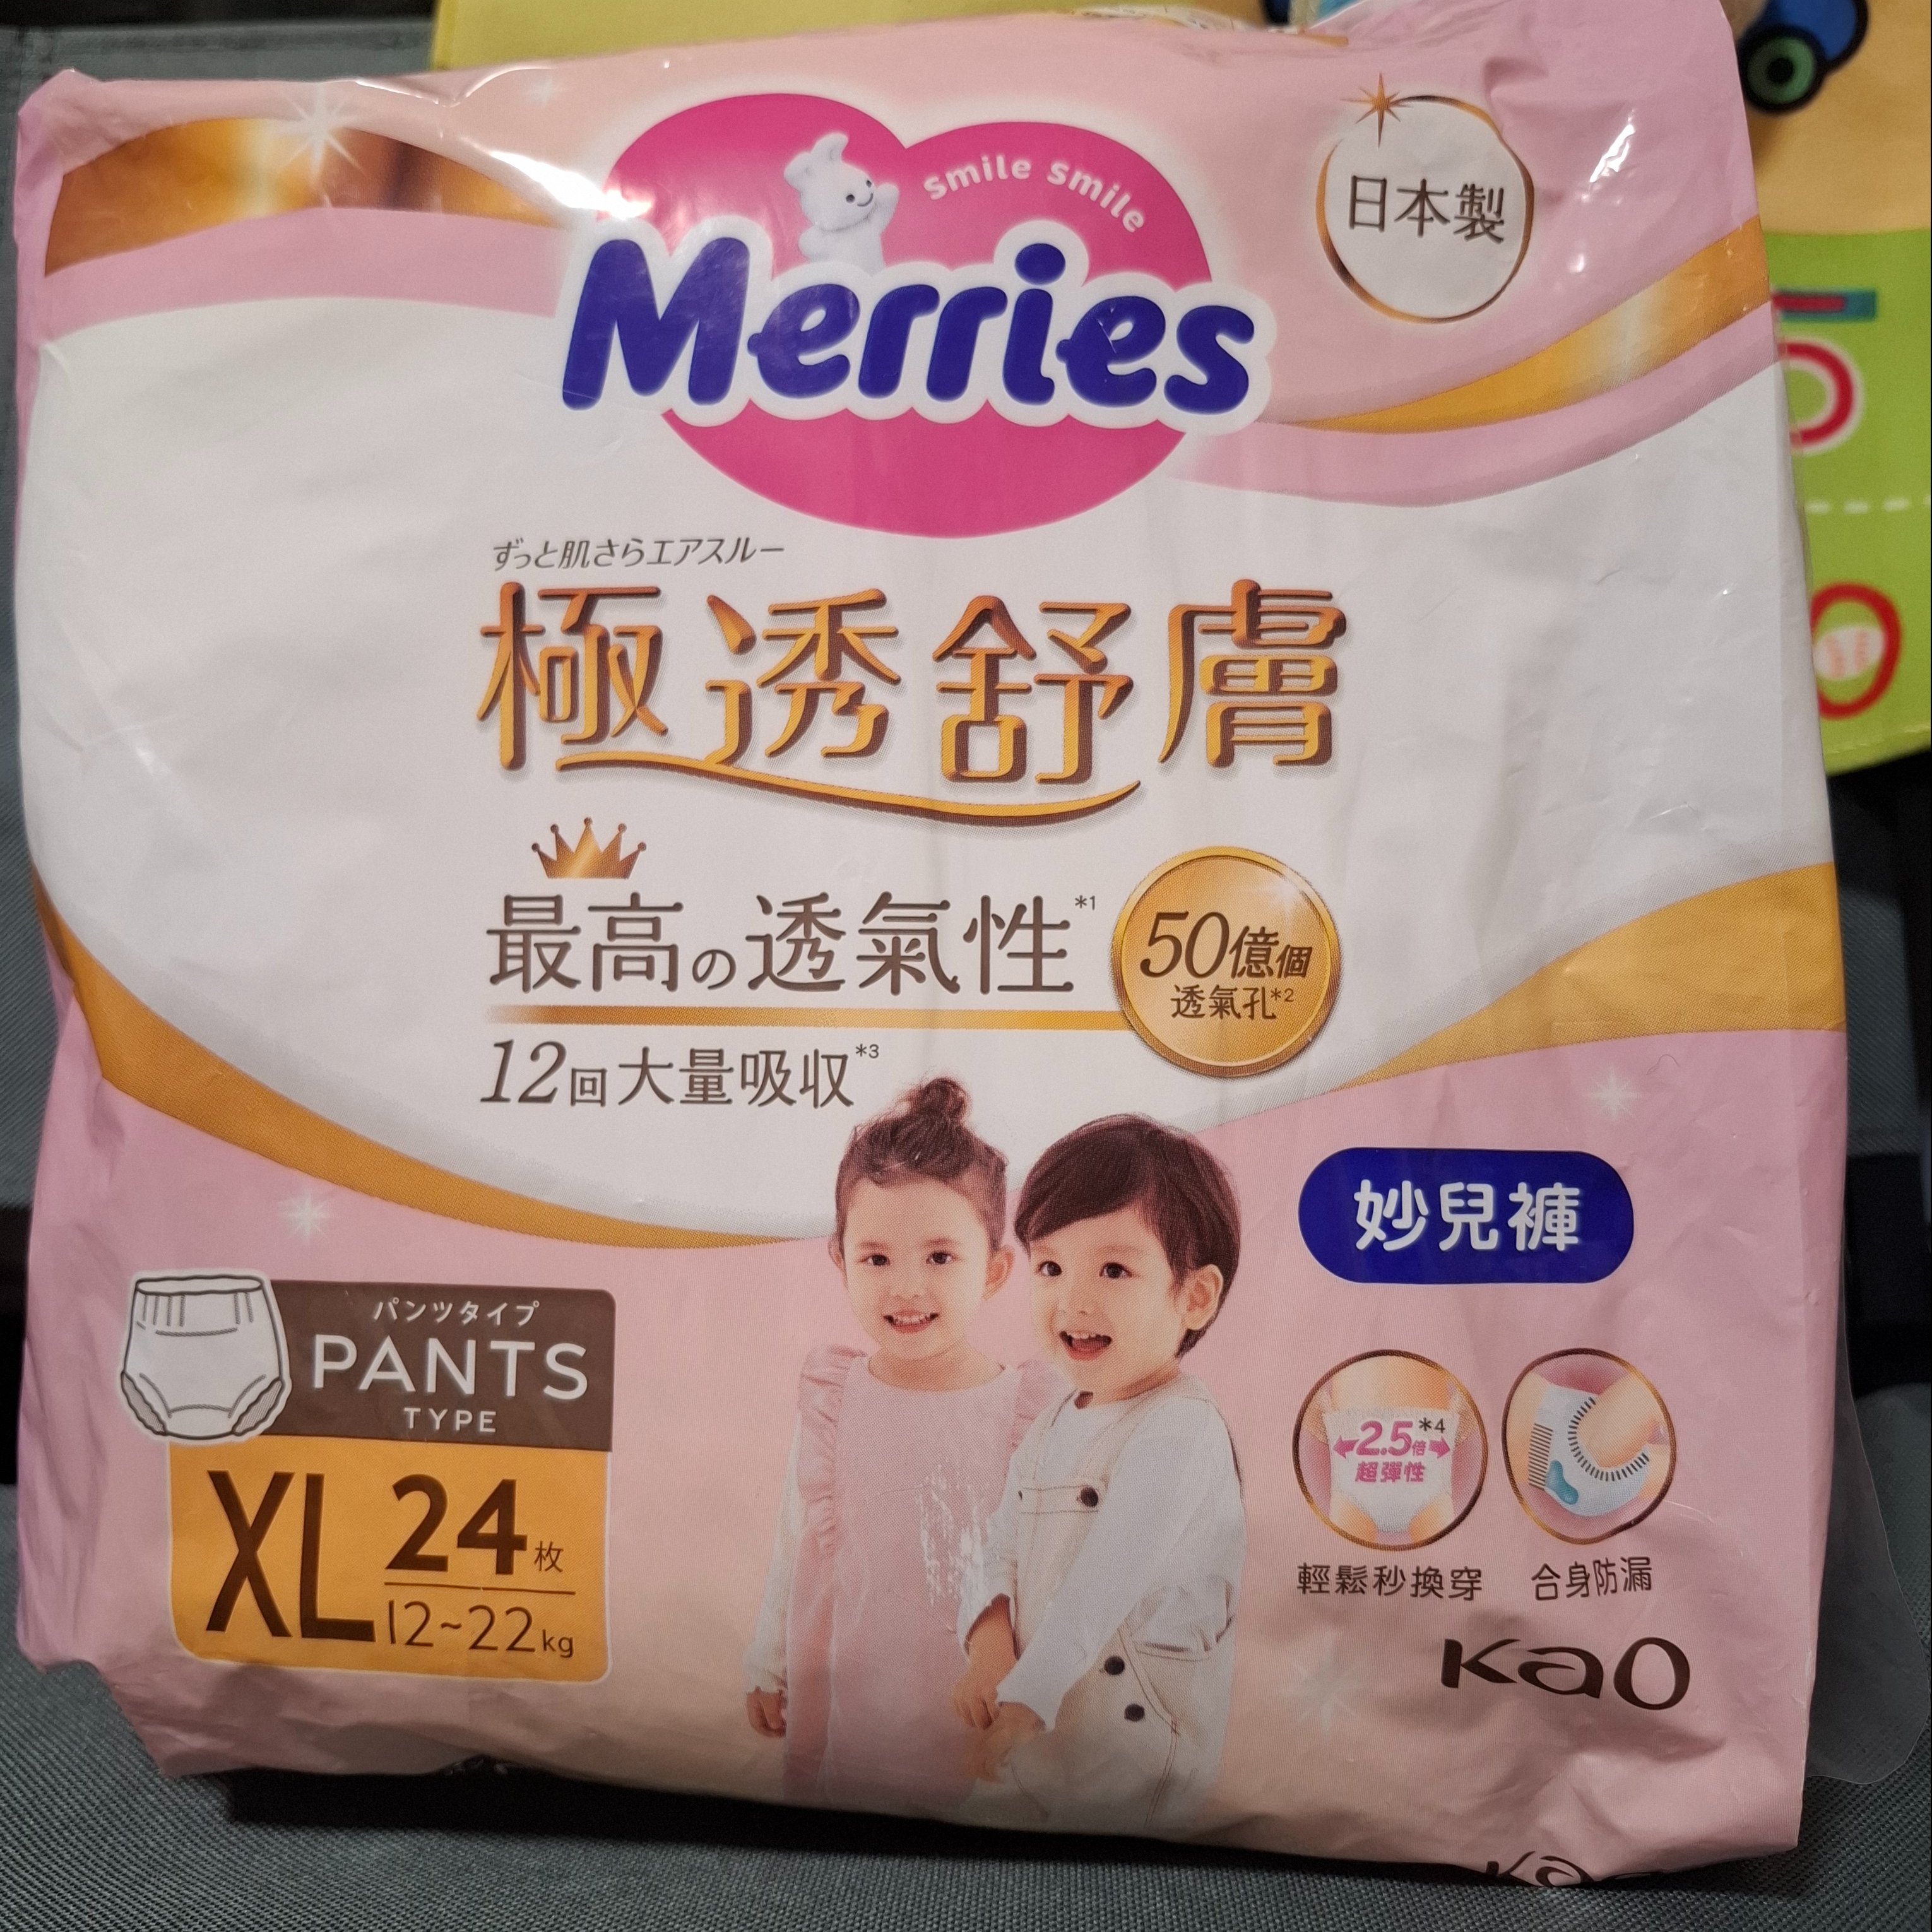 Smile Smile
Merries
日本製
ずっと肌さらエアスルー
極透舒膚
最高の透氣性*1
50億個
透氣孔*2
12回大量吸収*3
妙兒褲
パンツタイプ
PANTS
TYPE
XL 24枚
12~22kg
2.5倍*4
超彈性
輕鬆秒換穿
合身防漏
Kao
Kao